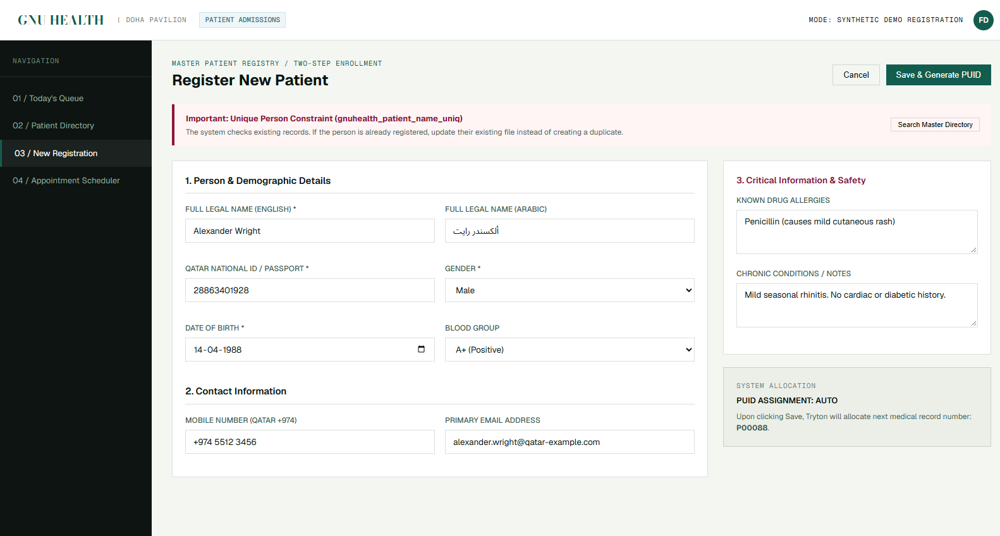 GNU HEALTH | DOHA PAVILION PATIENT ADMISSIONS
MODE: SYNTHETIC DEMO REGISTRATION FD
NAVIGATION
01 / Today's Queue
02 / Patient Directory
03 / New Registration
04 / Appointment Scheduler
MASTER PATIENT REGISTRY / TWO-STEP ENROLLMENT
Register New Patient
Cancel
Save & Generate PUID
Important: Unique Person Constraint (gnuhealth_patient_name_uniq)
The system checks existing records. If the person is already registered, update their existing file instead of creating a duplicate.
Search Master Directory
1. Person & Demographic Details
FULL LEGAL NAME (ENGLISH) *
Alexander Wright
FULL LEGAL NAME (ARABIC)
ألكسندر رايت
QATAR NATIONAL ID / PASSPORT *
28863401928
GENDER *
Male
DATE OF BIRTH *
14-04-1988
BLOOD GROUP
A+ (Positive)
2. Contact Information
MOBILE NUMBER (QATAR +974)
+974 5512 3456
PRIMARY EMAIL ADDRESS
alexander.wright@qatar-example.com
3. Critical Information & Safety
KNOWN DRUG ALLERGIES
Penicillin (causes mild cutaneous rash)
CHRONIC CONDITIONS / NOTES
Mild seasonal rhinitis. No cardiac or diabetic history.
SYSTEM ALLOCATION
PUID ASSIGNMENT: AUTO
Upon clicking Save, Tryton will allocate next medical record number:
P00088.